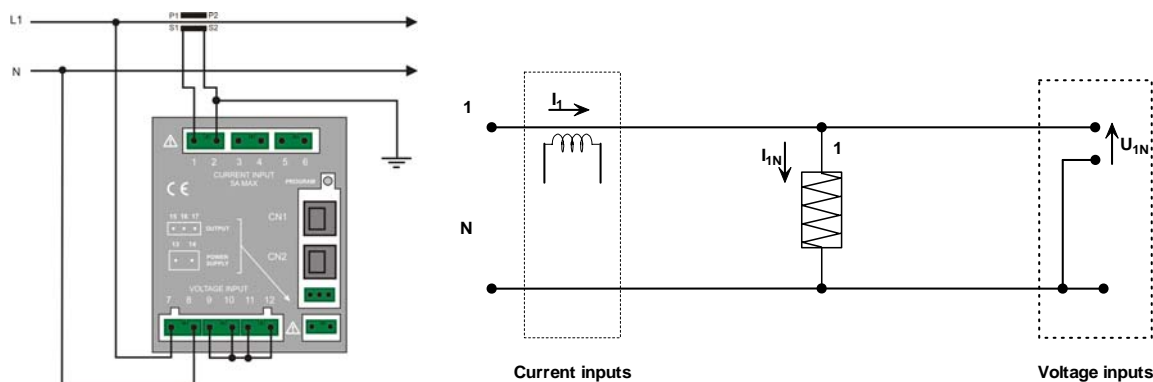 L1
P1 P2
S1 S2
N
1 2 3 4 5 6
CURRENT INPUT
5A MAX
PROGRAM
CE
15 16 17
OUTPUT
CN1
13 14
POWER
SUPPLY
CN2
VOLTAGE INPUT
7 8 9 10 11 12
1
I1
I1N
1
U1N
N
Current inputs
Voltage inputs